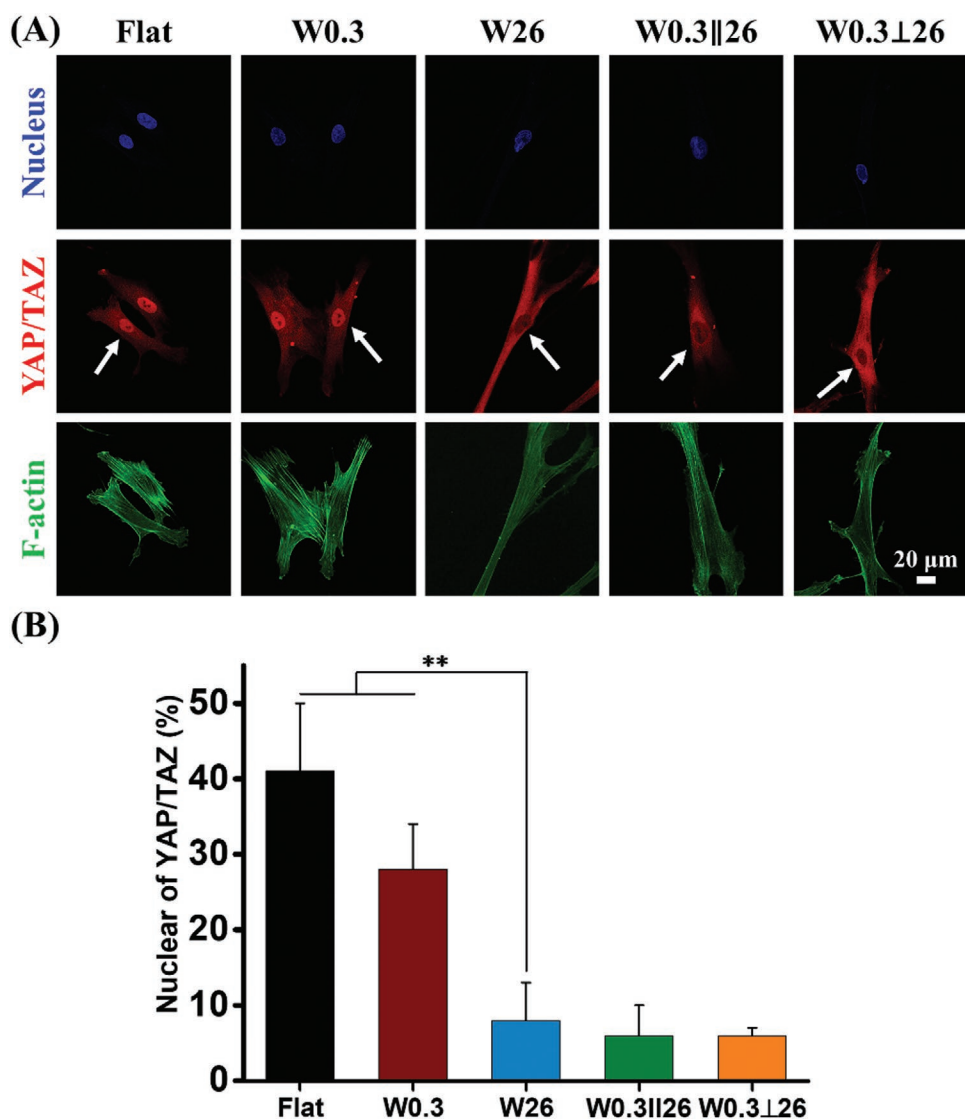 (A)
Flat W0.3 W26 W0.3||26 W0.3⊥26
Nucleus
YAP/TAZ
F-actin
20 μm
(B)
**
Nuclear of YAP/TAZ (%)
50
40
30
20
10
0
Flat W0.3 W26 W0.3||26 W0.3⊥26